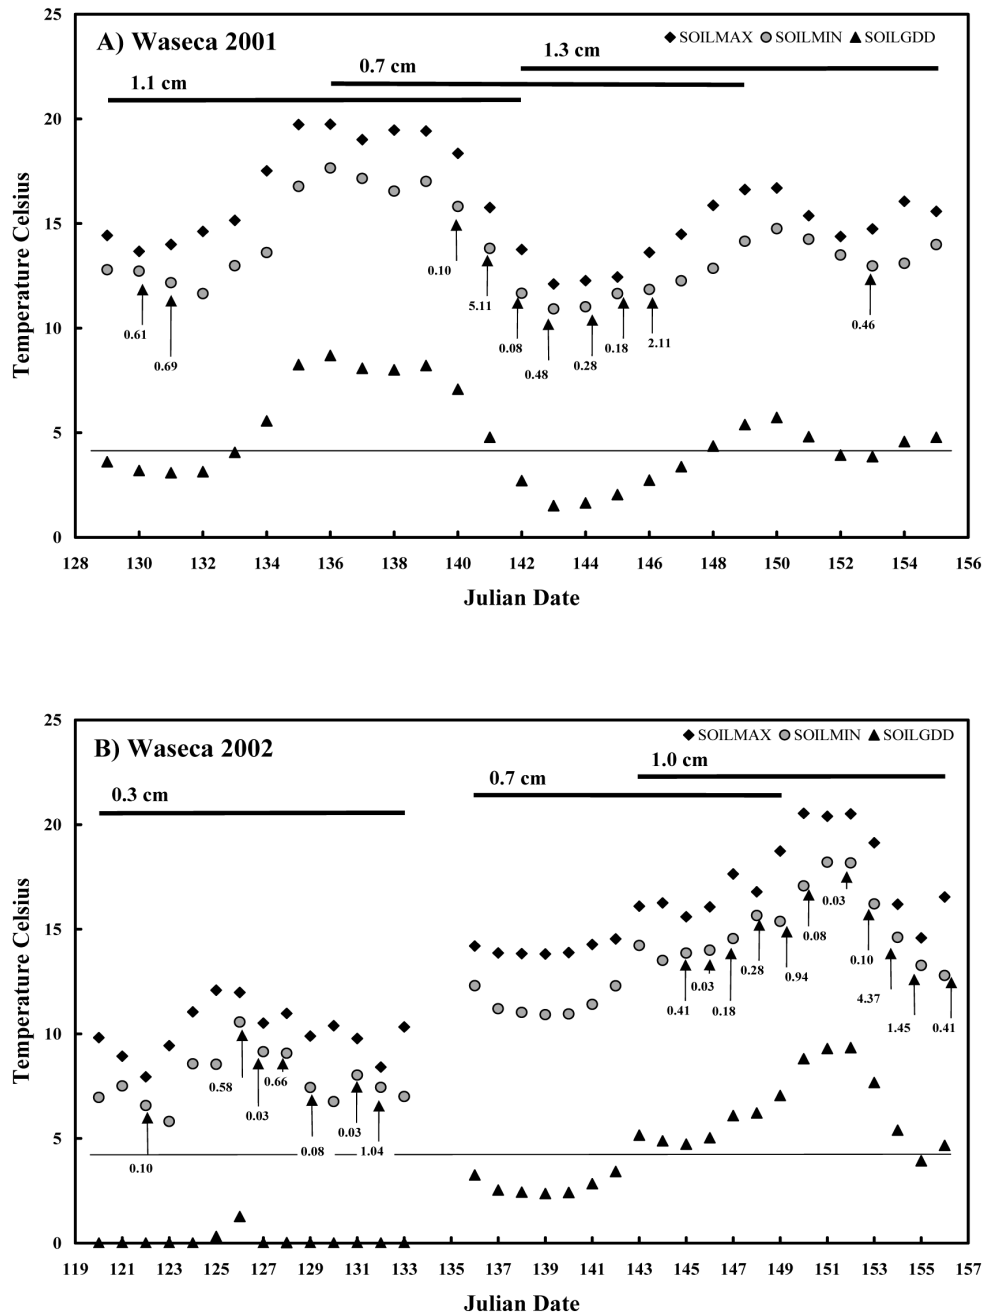 25
A) Waseca 2001
SOILMAX SOILMIN SOILGDD
1.3 cm
0.7 cm
1.1 cm
20
15
10
5
0
Temperature Celsius
0.10
5.11
0.61
0.69
0.08
0.48
0.28
0.18
2.11
0.46
128 130 132 134 136 138 140 142 144 146 148 150 152 154 156
Julian Date
25
B) Waseca 2002
SOILMAX SOILMIN SOILGDD
1.0 cm
0.7 cm
0.3 cm
20
15
10
5
0
Temperature Celsius
0.03
0.08
0.10
0.28
0.94
0.03
0.41
0.18
4.37
1.45
0.41
0.58
0.66
0.03
0.03
0.08
1.04
0.10
119 121 123 125 127 129 131 133 135 137 139 141 143 145 147 149 151 153 155 157
Julian Date